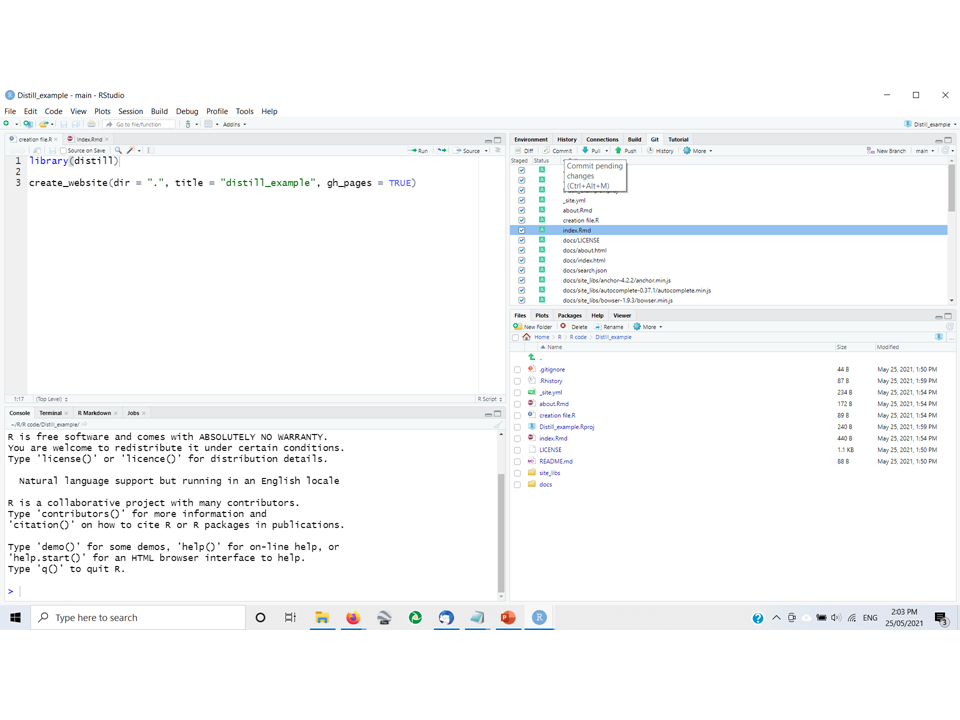 Distill_example - main - RStudio
File Edit Code View Plots Session Build Debug Profile Tools Help
Go to file/function Addins
Distill_example
creation file.R index.Rmd
Source on Save Run Source
1 library(distill)
2
3 create_website(dir = ".", title = "distill_example", gh_pages = TRUE)
1:17 (Top Level) R Script
Console Terminal R Markdown Jobs
~/R/R code/Distill_example/
R is free software and comes with ABSOLUTELY NO WARRANTY.
You are welcome to redistribute it under certain conditions.
Type 'license()' or 'licence()' for distribution details.
Natural language support but running in an English locale
R is a collaborative project with many contributors.
Type 'contributors()' for more information and
'citation()' on how to cite R or R packages in publications.
Type 'demo()' for some demos, 'help()' for on-line help, or
'help.start()' for an HTML browser interface to help.
Type 'q()' to quit R.
>
Environment History Connections Build Git Tutorial
Diff Commit Pull Push History More New Branch main
Staged Status
Commit pending
changes
(Ctrl+Alt+M)
_site.yml
about.Rmd
creation file.R
index.Rmd
docs/LICENSE
docs/about.html
docs/index.html
docs/search.json
docs/site_libs/anchor-4.2.2/anchor.min.js
docs/site_libs/autocomplete-0.37.1/autocomplete.min.js
docs/site_libs/bowser-1.9.3/bowser.min.js
Files Plots Packages Help Viewer
New Folder Delete Rename More
Home R R code Distill_example
Name Size Modified
..
.gitignore 44 B May 25, 2021, 1:50 PM
.Rhistory 87 B May 25, 2021, 1:59 PM
_site.yml 234 B May 25, 2021, 1:54 PM
about.Rmd 172 B May 25, 2021, 1:54 PM
creation file.R 89 B May 25, 2021, 1:54 PM
Distill_example.Rproj 240 B May 25, 2021, 1:59 PM
index.Rmd 440 B May 25, 2021, 1:54 PM
LICENSE 1.1 KB May 25, 2021, 1:50 PM
README.md 68 B May 25, 2021, 1:50 PM
site_libs
docs
Type here to search
ENG
2:03 PM
25/05/2021
3